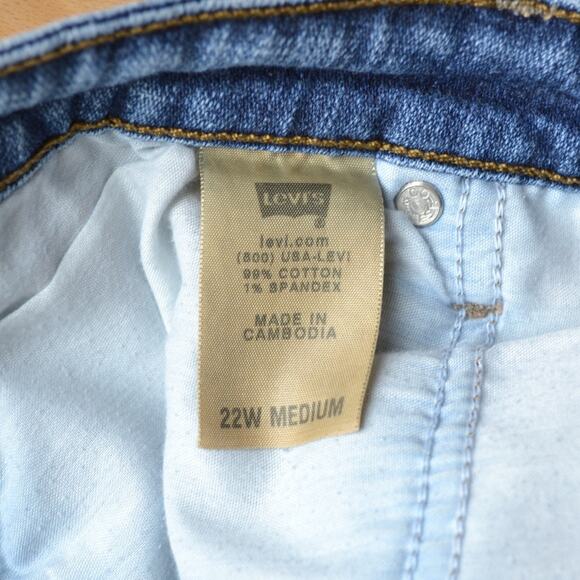 Levi's
®
levi.com
(800) USA-LEVI
99% COTTON
1% SPANDEX
MADE IN
CAMBODIA
22W MEDIUM